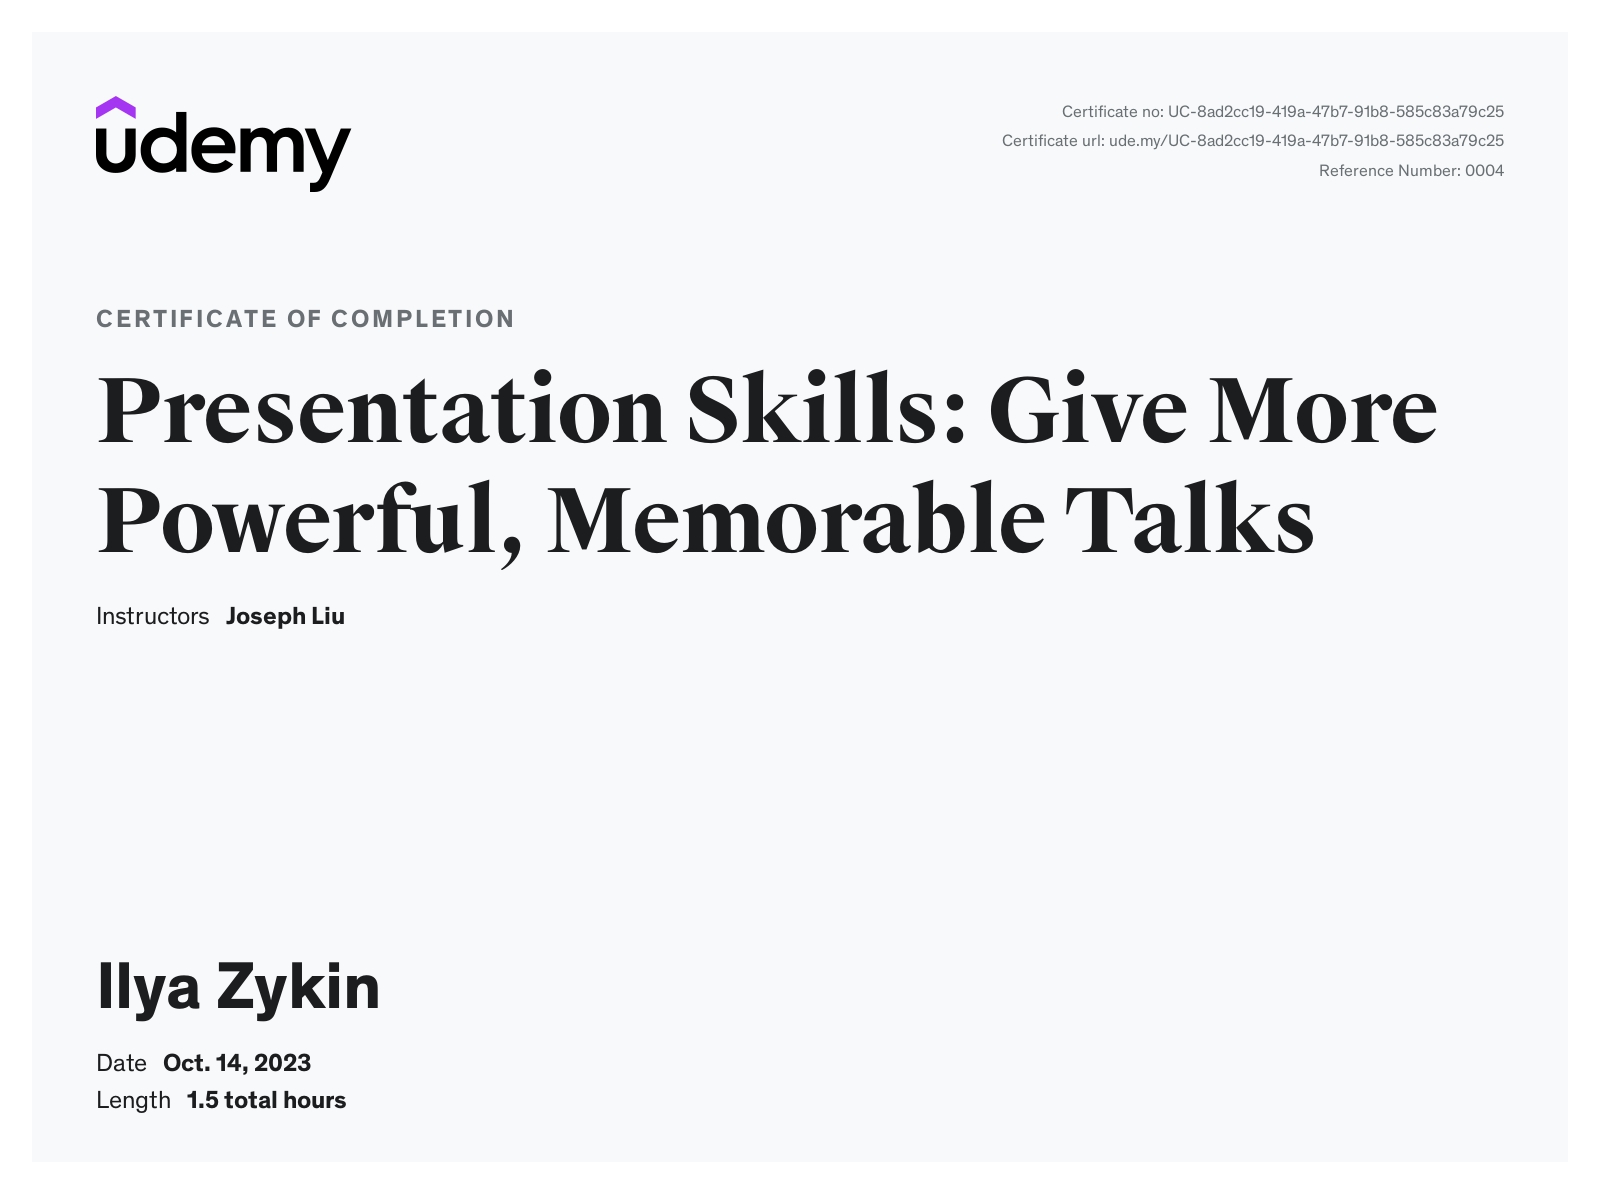 udemy
Certificate no: UC-8ad2cc19-419a-47b7-91b8-585c83a79c25
Certificate url: ude.my/UC-8ad2cc19-419a-47b7-91b8-585c83a79c25
Reference Number: 0004
CERTIFICATE OF COMPLETION
Presentation Skills: Give More
Powerful, Memorable Talks
Instructors Joseph Liu
Ilya Zykin
Date Oct. 14, 2023
Length 1.5 total hours